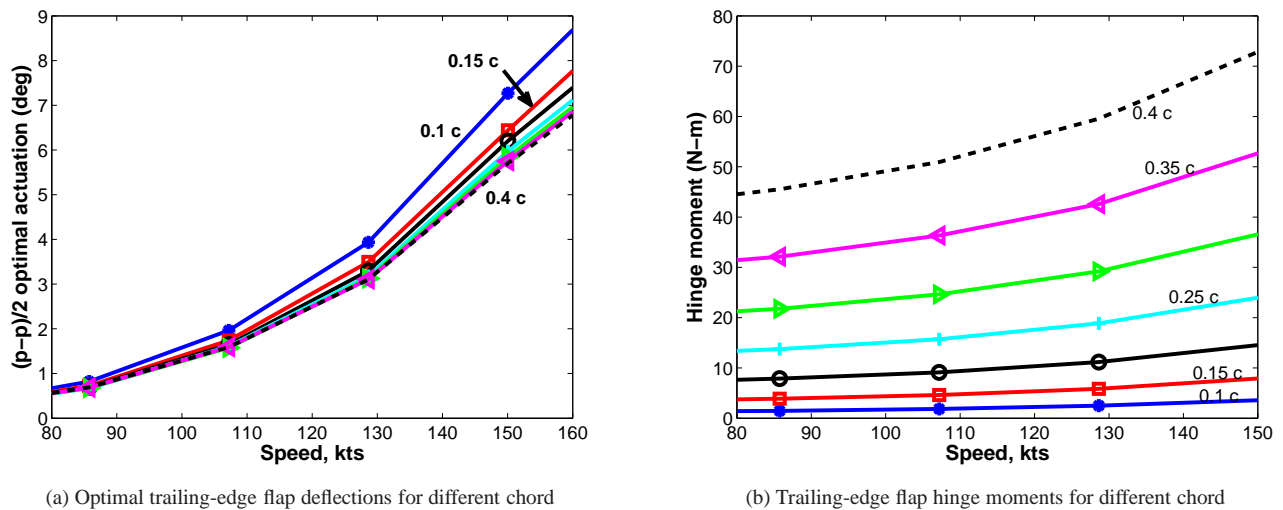 9
8
7
6
5
4
3
2
1
0
(p−p)/2 optimal actuation (deg)
0.15 c
0.1 c
0.4 c
80 90 100 110 120 130 140 150 160
Speed, kts
(a) Optimal trailing-edge flap deflections for different chord
80
70
60
50
40
30
20
10
0
Hinge moment (N−m)
0.4 c
0.35 c
0.25 c
0.15 c
0.1 c
80 90 100 110 120 130 140 150
Speed, kts
(b) Trailing-edge flap hinge moments for different chord